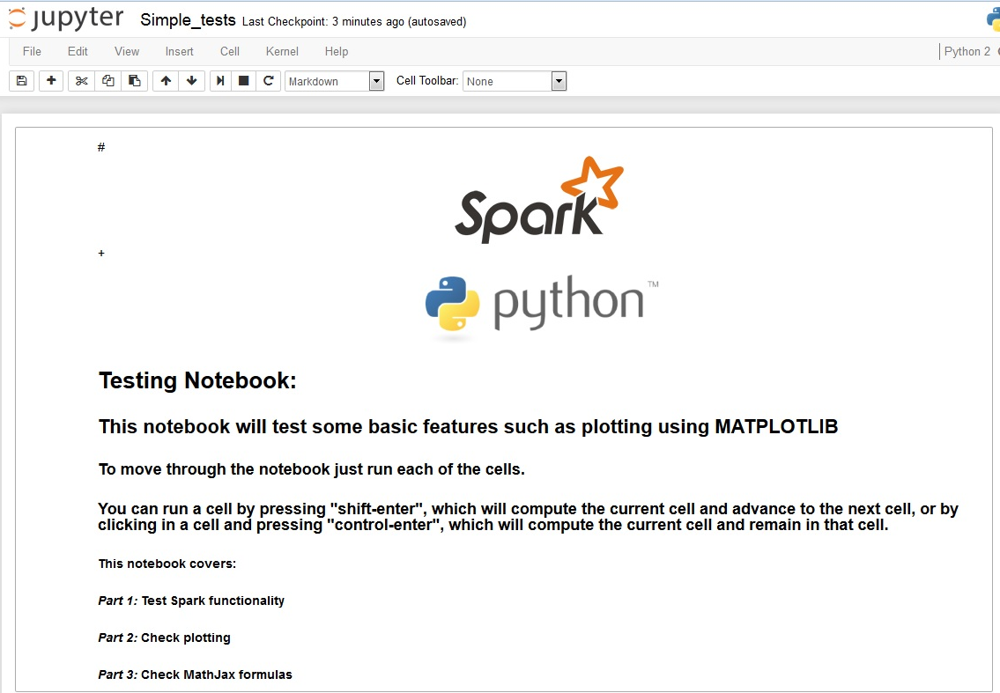 jupyter Simple_tests Last Checkpoint: 3 minutes ago (autosaved)
File Edit View Insert Cell Kernel Help Python 2
Markdown Cell Toolbar: None
#
Spark
+
python™
Testing Notebook:
This notebook will test some basic features such as plotting using MATPLOTLIB
To move through the notebook just run each of the cells.
You can run a cell by pressing "shift-enter", which will compute the current cell and advance to the next cell, or by
clicking in a cell and pressing "control-enter", which will compute the current cell and remain in that cell.
This notebook covers:
Part 1: Test Spark functionality
Part 2: Check plotting
Part 3: Check MathJax formulas